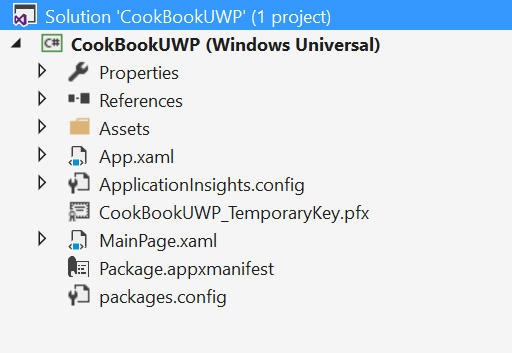 Solution 'CookBookUWP' (1 project)
C# CookBookUWP (Windows Universal)
Properties
References
Assets
App.xaml
ApplicationInsights.config
CookBookUWP_TemporaryKey.pfx
MainPage.xaml
Package.appxmanifest
packages.config